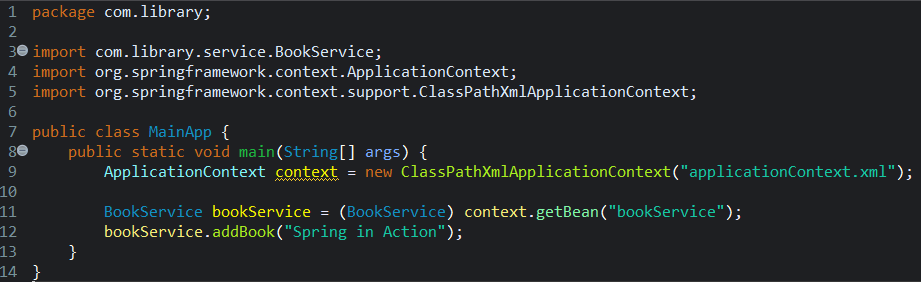 1 package com.library;
2
3 import com.library.service.BookService;
4 import org.springframework.context.ApplicationContext;
5 import org.springframework.context.support.ClassPathXmlApplicationContext;
6
7 public class MainApp {
8     public static void main(String[] args) {
9         ApplicationContext context = new ClassPathXmlApplicationContext("applicationContext.xml");
10
11         BookService bookService = (BookService) context.getBean("bookService");
12         bookService.addBook("Spring in Action");
13     }
14 }